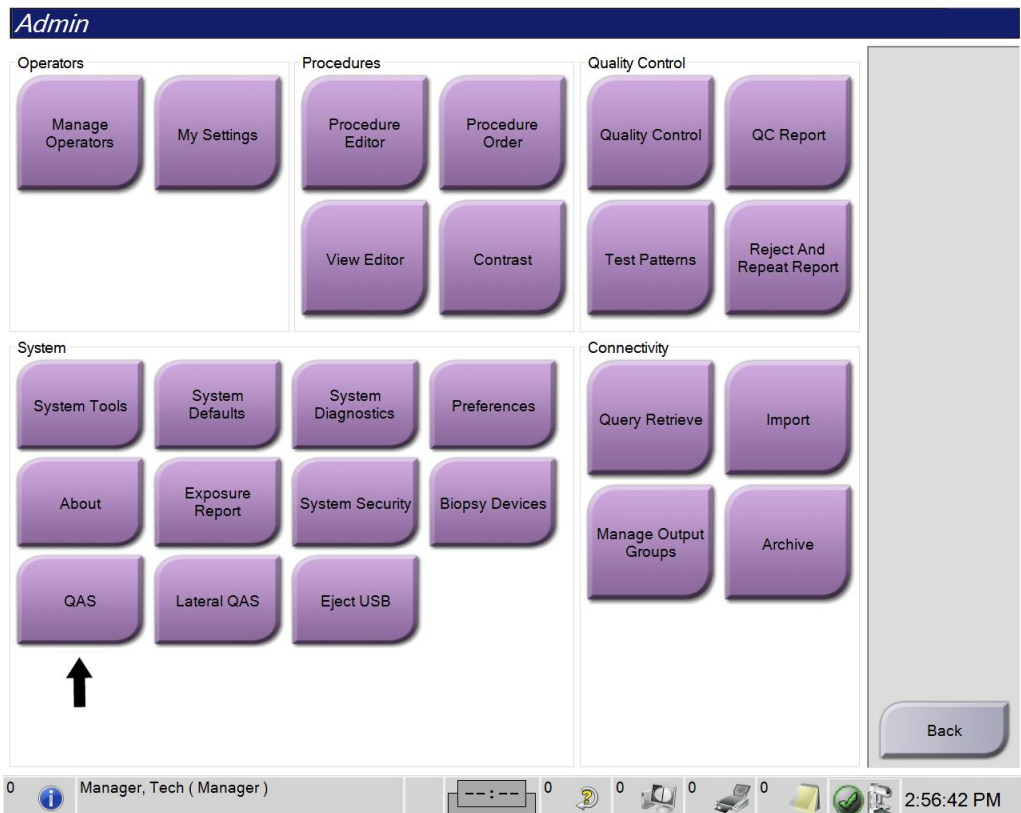 Admin
Operators
Manage
Operators
My Settings
Procedures
Procedure
Editor
Procedure
Order
View Editor
Contrast
Quality Control
Quality Control
QC Report
Test Patterns
Reject And
Repeat Report
System
System Tools
System
Defaults
System
Diagnostics
Preferences
About
Exposure
Report
System Security
Biopsy Devices
QAS
Lateral QAS
Eject USB
Connectivity
Query Retrieve
Import
Manage Output
Groups
Archive
Back
0 i Manager, Tech ( Manager ) --:-- 0 ? 0 0 0 2:56:42 PM